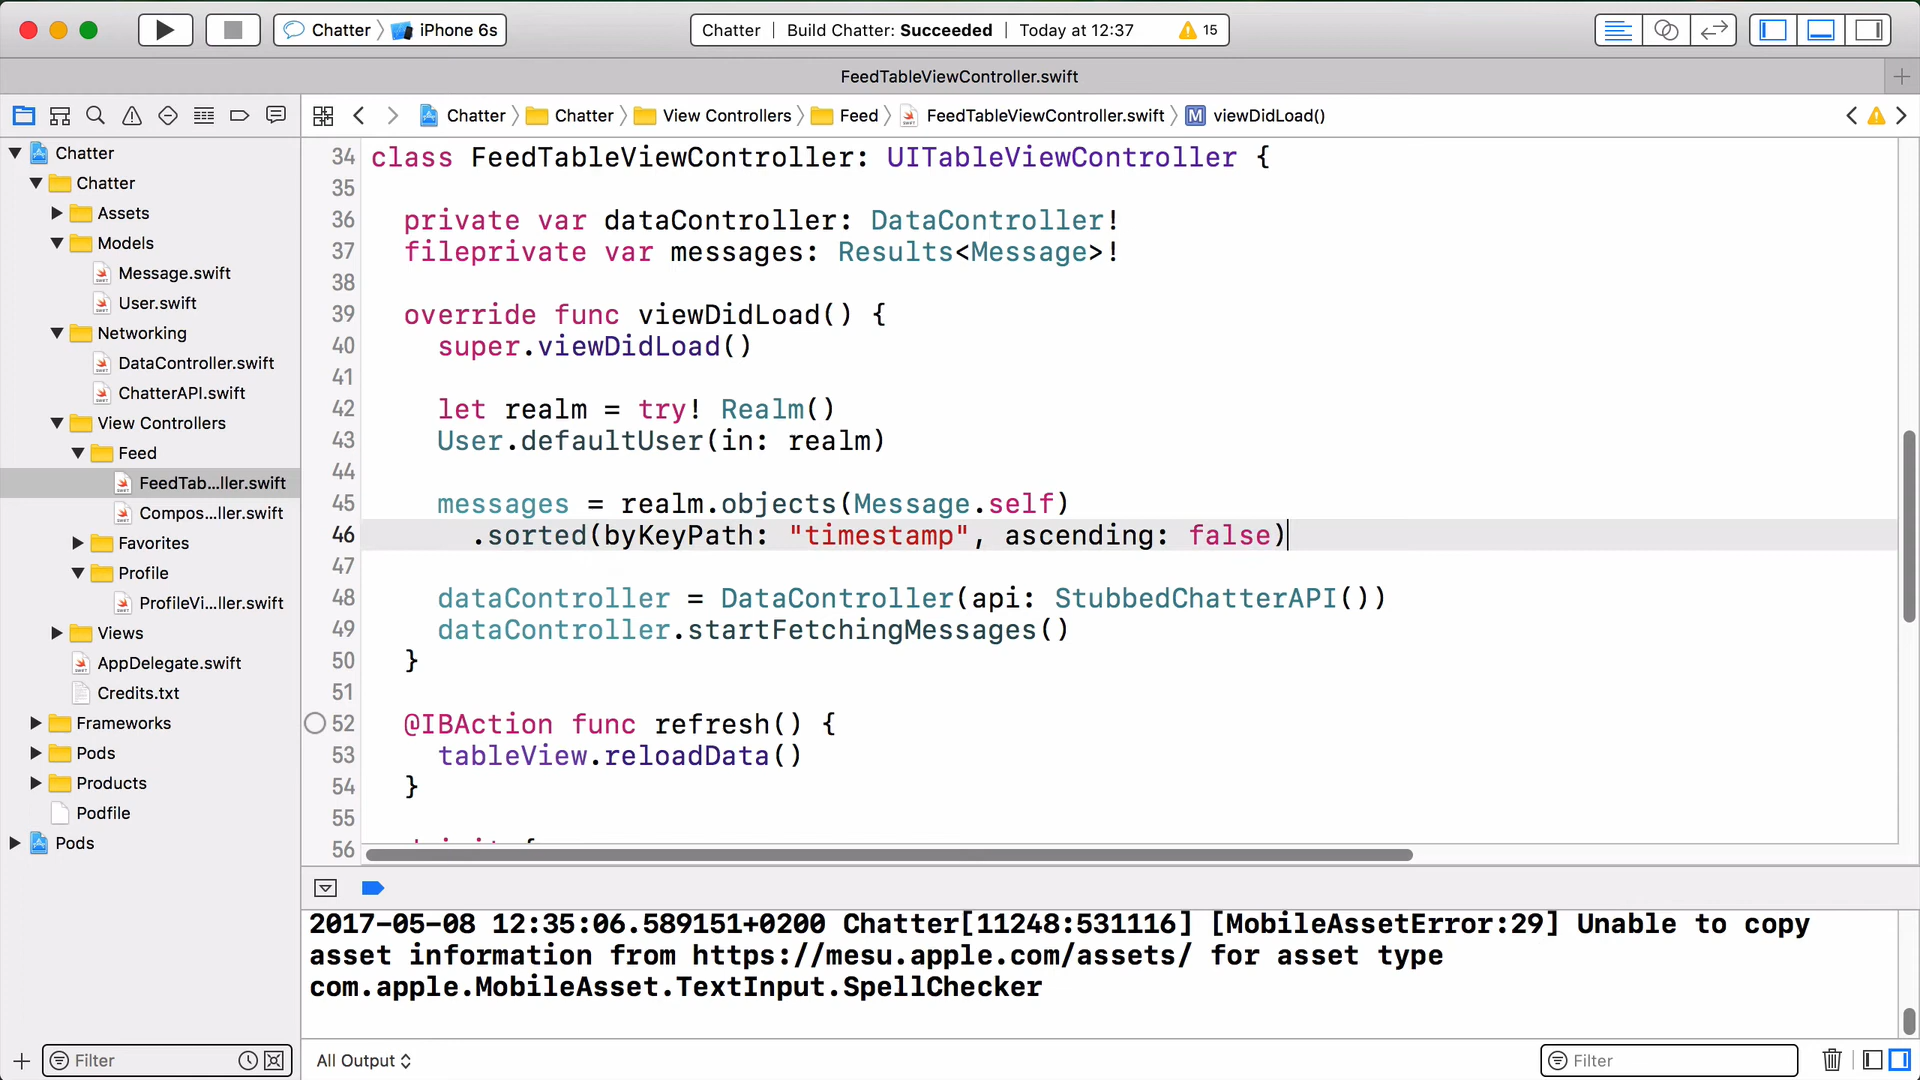 Chatter
iPhone 6s
Chatter | Build Chatter: Succeeded | Today at 12:37
15
FeedTableViewController.swift
Chatter
Chatter
View Controllers
Feed
FeedTableViewController.swift
M
viewDidLoad()
Chatter
Chatter
Assets
Models
Message.swift
User.swift
Networking
DataController.swift
ChatterAPI.swift
View Controllers
Feed
FeedTab...ller.swift
Compos...ller.swift
Favorites
Profile
ProfileVi...ller.swift
Views
AppDelegate.swift
Credits.txt
Frameworks
Pods
Products
Podfile
Pods
Filter
34 class FeedTableViewController: UITableViewController {
35
36 private var dataController: DataController!
37 fileprivate var messages: Results<Message>!
38
39 override func viewDidLoad() {
40 super.viewDidLoad()
41
42 let realm = try! Realm()
43 User.defaultUser(in: realm)
44
45 messages = realm.objects(Message.self)
46 .sorted(byKeyPath: "timestamp", ascending: false)
47
48 dataController = DataController(api: StubbedChatterAPI())
49 dataController.startFetchingMessages()
50 }
51
52 @IBAction func refresh() {
53 tableView.reloadData()
54 }
55
56
2017-05-08 12:35:06.589151+0200 Chatter[11248:531116] [MobileAssetError:29] Unable to copy
asset information from https://mesu.apple.com/assets/ for asset type
com.apple.MobileAsset.TextInput.SpellChecker
All Output
Filter